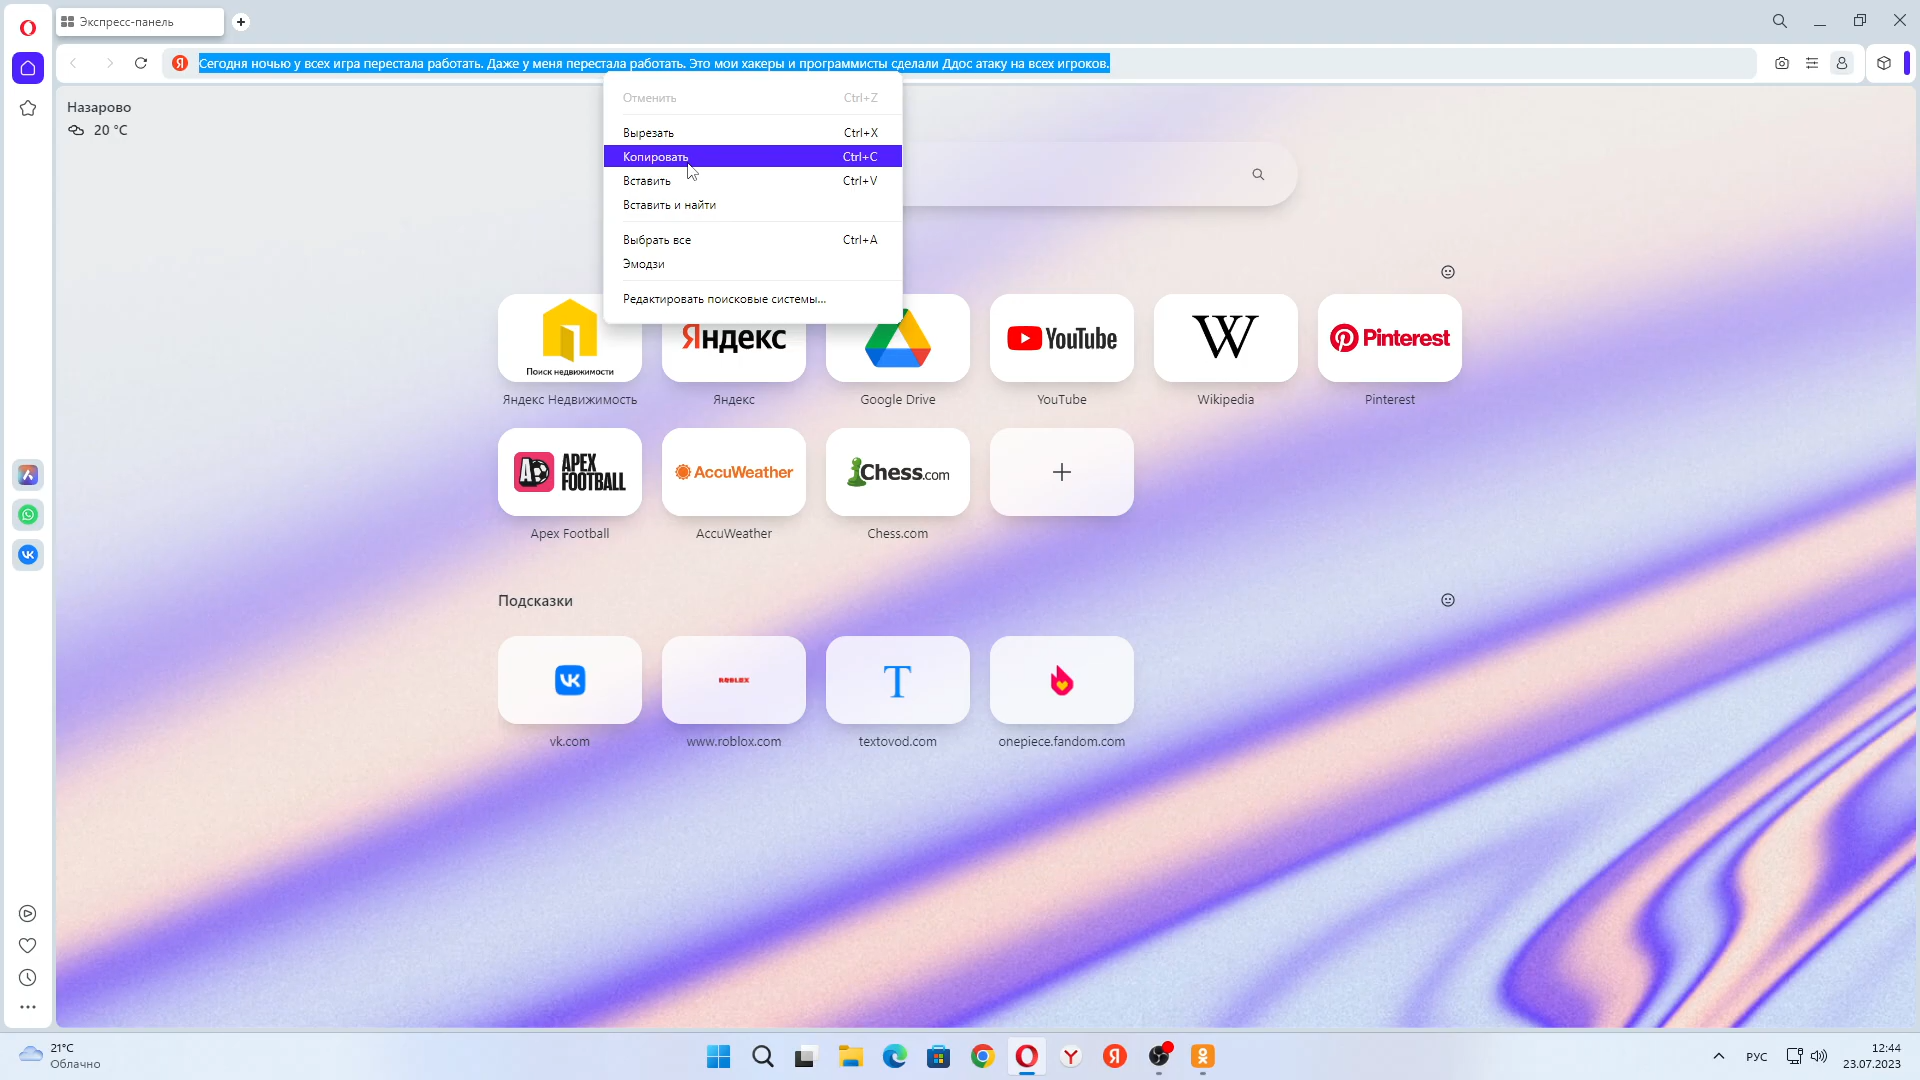 Экспресс-панель
Сегодня ночью у всех игра перестала работать. Даже у меня перестала работать. Это мои хакеры и программисты сделали Ддос атаку на всех игроков.
Назарово
20 °C
Отменить Ctrl+Z
Вырезать Ctrl+X
Копировать Ctrl+C
Вставить Ctrl+V
Вставить и найти
Выбрать все Ctrl+A
Эмодзи
Редактировать поисковые системы...
Поиск недвижимости
Яндекс
YouTube
W
Pinterest
Яндекс Недвижимость
Яндекс
Google Drive
YouTube
Wikipedia
Pinterest
APEX FOOTBALL
AccuWeather
Chess.com
Apex Football
AccuWeather
Chess.com
Подсказки
ROBLOX
T
vk.com
www.roblox.com
textovod.com
onepiece.fandom.com
21°C
Облачно
РУС
12:44
23.07.2023